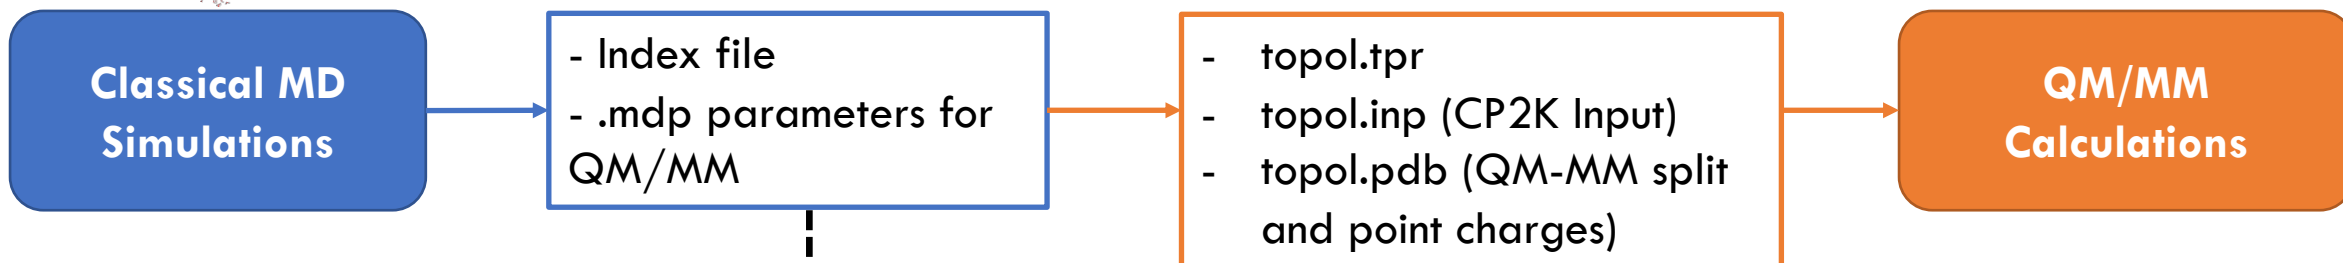 Classical MD
Simulations
- Index file
- .mdp parameters for
QM/MM
- topol.tpr
- topol.inp (CP2K Input)
- topol.pdb (QM-MM split
and point charges)
QM/MM
Calculations